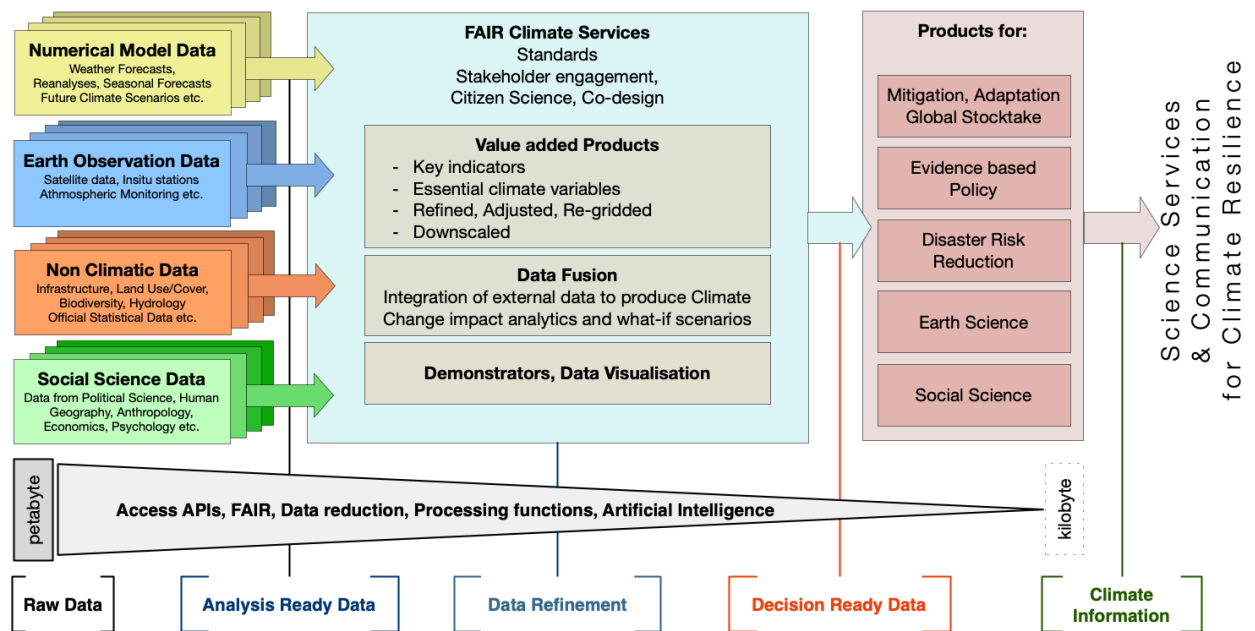 Numerical Model Data
Weather Forecasts,
Reanalyses, Seasonal Forecasts
Future Climate Scenarios etc.
Earth Observation Data
Satellite data, Insitu stations
Athmospheric Monitoring etc.
Non Climatic Data
Infrastructure, Land Use/Cover,
Biodiversity, Hydrology
Official Statistical Data etc.
Social Science Data
Data from Political Science, Human
Geography, Anthropology,
Economics, Psychology etc.
FAIR Climate Services
Standards
Stakeholder engagement,
Citizen Science, Co-design
Value added Products
- Key indicators
- Essential climate variables
- Refined, Adjusted, Re-gridded
- Downscaled
Data Fusion
Integration of external data to produce Climate
Change impact analytics and what-if scenarios
Demonstrators, Data Visualisation
Products for:
Mitigation, Adaptation
Global Stocktake
Evidence based
Policy
Disaster Risk
Reduction
Earth Science
Social Science
Science Services
& Communication
for Climate Resilience
petabyte
Access APIs, FAIR, Data reduction, Processing functions, Artificial Intelligence
kilobyte
Raw Data
Analysis Ready Data
Data Refinement
Decision Ready Data
Climate
Information